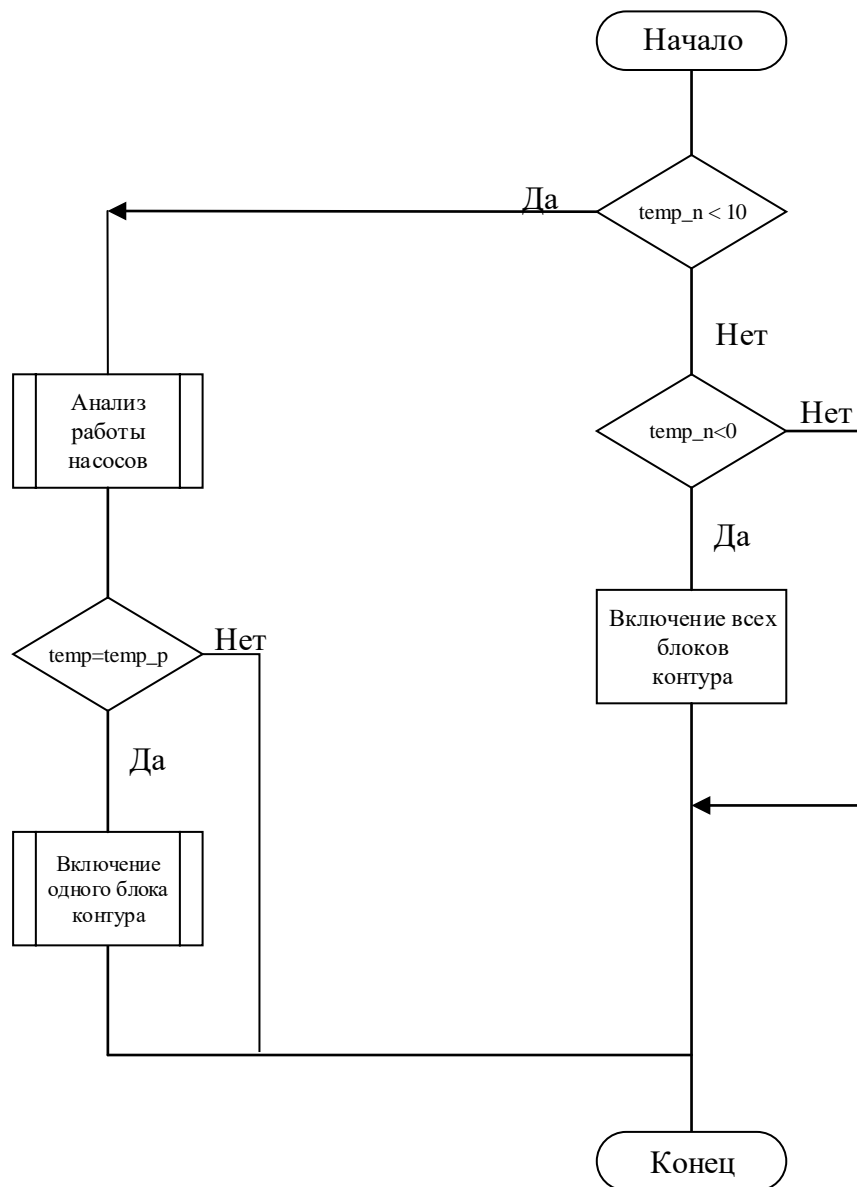 Начало
Да
temp_n < 10
Нет
Анализ
работы
насосов
temp_n<0
Нет
Да
Включение всех
блоков
контура
temp=temp_p
Нет
Да
Включение
одного блока
контура
Конец